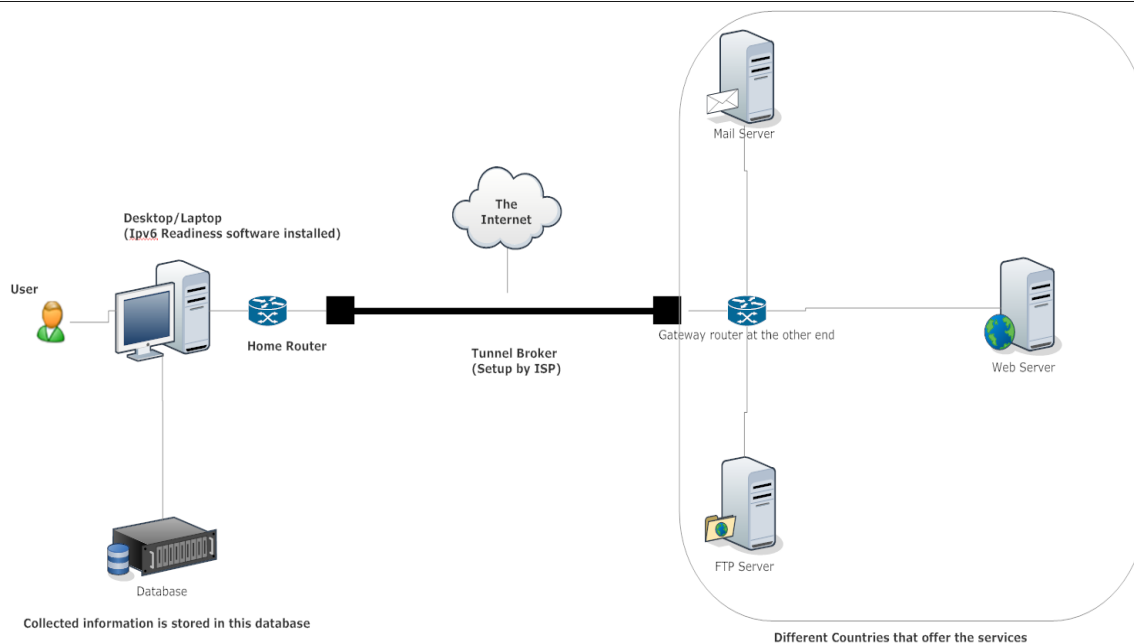 Mail Server
The
Internet
Desktop/Laptop
(Ipv6 Readiness software installed)
User
Home Router
Gateway router at the other end
Tunnel Broker
(Setup by ISP)
Web Server
FTP Server
Database
Collected information is stored in this database
Different Countries that offer the services